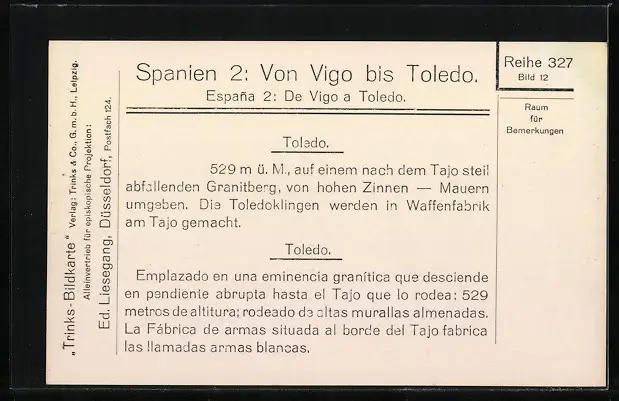 „Trinks-Bildkarte“ Verlag: Trinks & Co., G.m.b.H., Leipzig.
Alleinvertrieb für episkopische Projektion:
Ed. Liesegang, Düsseldorf, Postfach 124.
Spanien 2: Von Vigo bis Toledo.
España 2: De Vigo a Toledo.
Reihe 327
Bild 12
Raum
für
Bemerkungen
Toledo.
529 m ü. M., auf einem nach dem Tajo steil
abfallenden Granitberg, von hohen Zinnen — Mauern
umgeben. Die Toledoklingen werden in Waffenfabrik
am Tajo gemacht.
Toledo.
Emplazado en una eminencia granítica que desciende
en pendiente abrupta hasta el Tajo que lo rodea: 529
metros de altitura; rodeado de altas murallas almenadas.
La Fábrica de armas situada al borde del Tajo fabrica
las llamadas armas blancas.